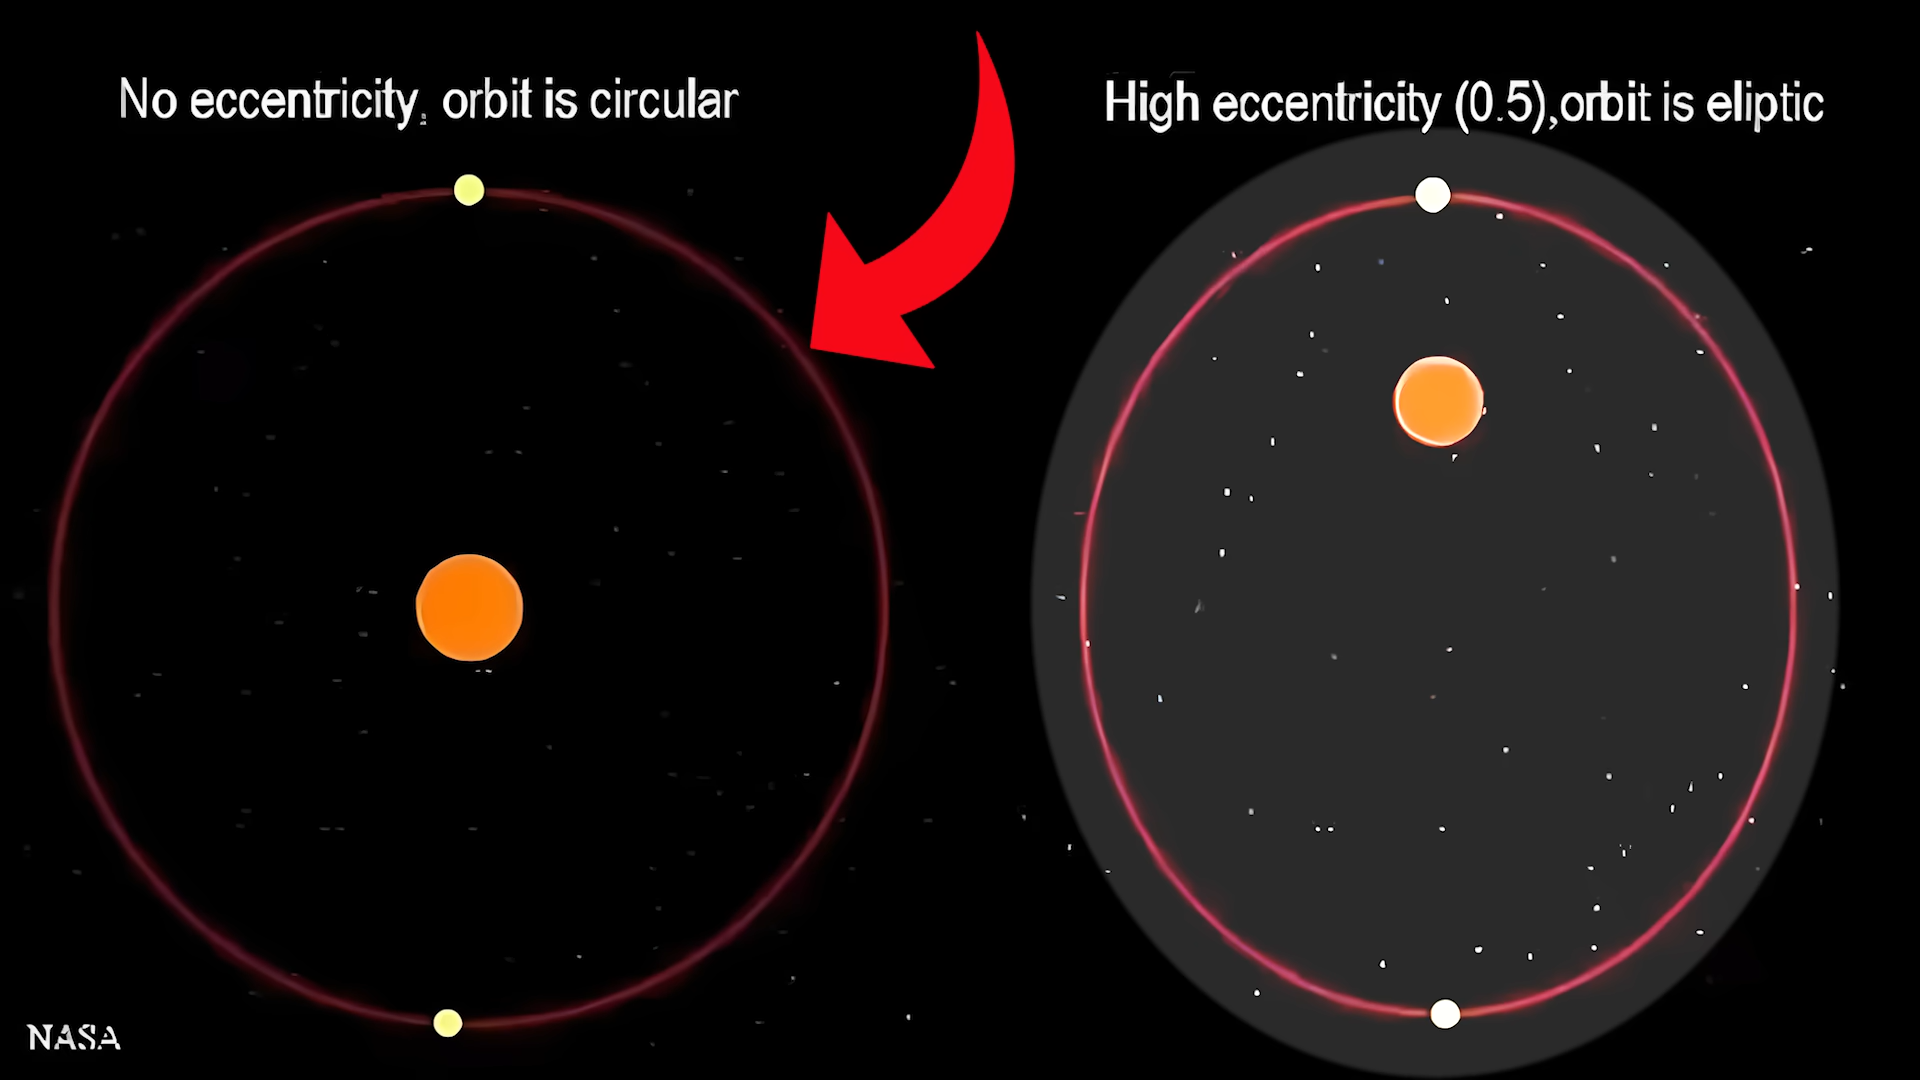 No eccentricity, orbit is circular
High eccentricity (0.5),orbit is eliptic
NASA